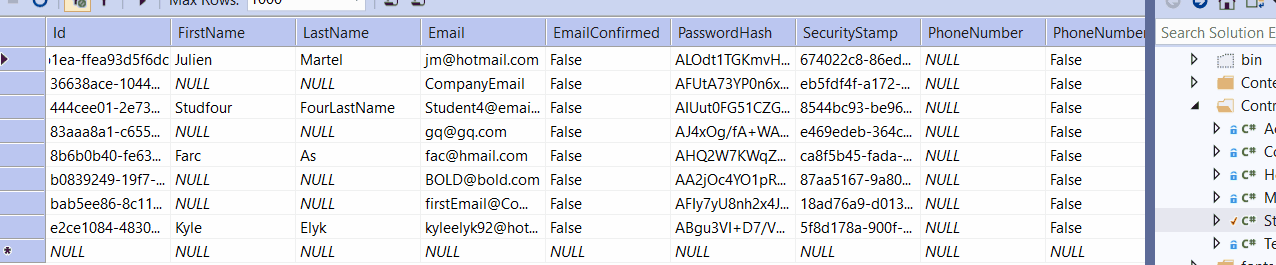 Max Rows: 1000
Id FirstName LastName Email EmailConfirmed PasswordHash SecurityStamp PhoneNumber PhoneNumber
1ea-ffea93d5f6dc Julien Martel jm@hotmail.com False ALOdt1TGKmvH... 674022c8-86ed... NULL False
36638ace-1044... NULL NULL CompanyEmail False AFUtA73YP0n6x... eb5fdf4f-a172-... NULL False
444cee01-2e73... Studfour FourLastName Student4@emai... False AIUut0FG51CZG... 8544bc93-be96... NULL False
83aaa8a1-c655... NULL NULL gq@gq.com False AJ4xOg/fA+WA... e469edeb-364c... NULL False
8b6b0b40-fe63... Farc As fac@hmail.com False AHQ2W7KWqZ... ca8f5b45-fada-... NULL False
b0839249-19f7-... NULL NULL BOLD@bold.com False AA2jOc4YO1pR... 87aa5167-9a80... NULL False
bab5ee86-8c11... NULL NULL firstEmail@Co... False AFIy7yU8nh2x4J... 18ad76a9-d013... NULL False
e2ce1084-4830... Kyle Elyk kyleelyk92@hot... False ABgu3VI+D7/V... 5f8d178a-900f-... NULL False
NULL NULL NULL NULL NULL NULL NULL NULL NULL
Search Solution E
bin
Conte
Contr
C# A
C# Co
C# H
C# M
C# St
C# Te